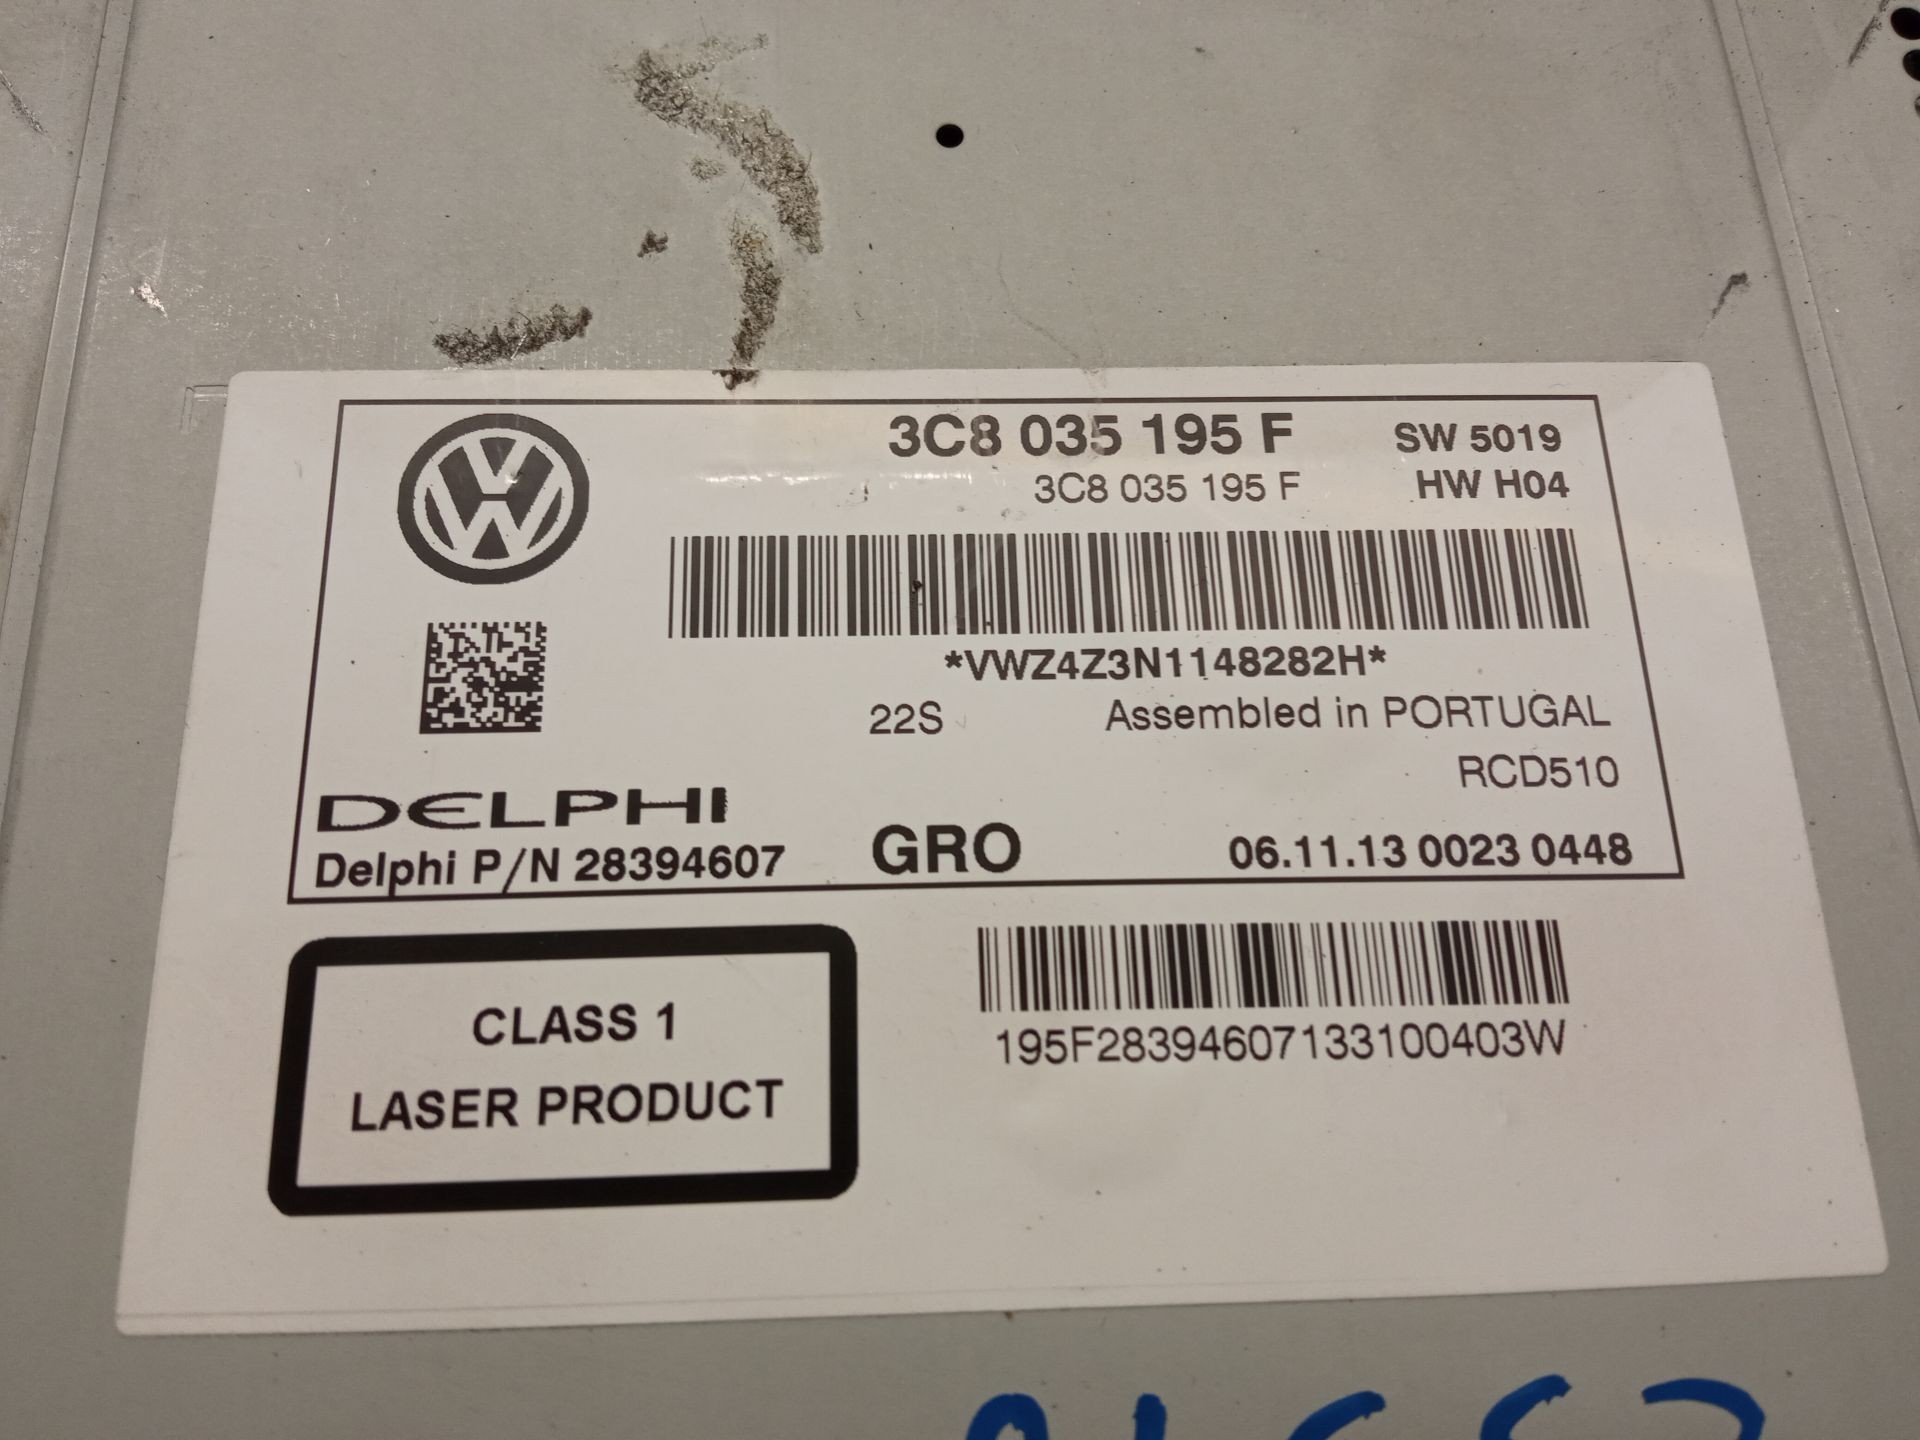 3C8 035 195 F SW 5019
3C8 035 195 F HW H04
*VWZ4Z3N1148282H*
22S Assembled in PORTUGAL
RCD510
DELPHI
Delphi P/N 28394607 GRO 06.11.13 0023 0448
CLASS 1
LASER PRODUCT
195F28394607133100403W